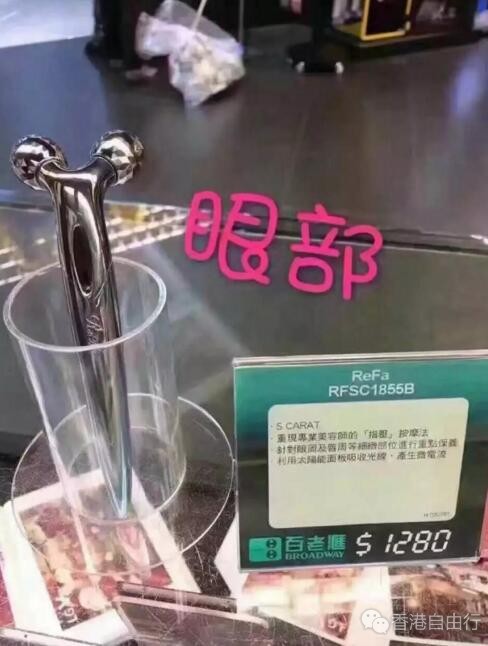 眼部
ReFa
RFSC1855B
· S CARAT
· 重現專業美容師的「指壓」按摩法
針對眼周及唇周等細緻部位進行重點保養
利用太陽能面板吸收光線，產生微電流
百老滙
BROADWAY
$1280
香港自由行